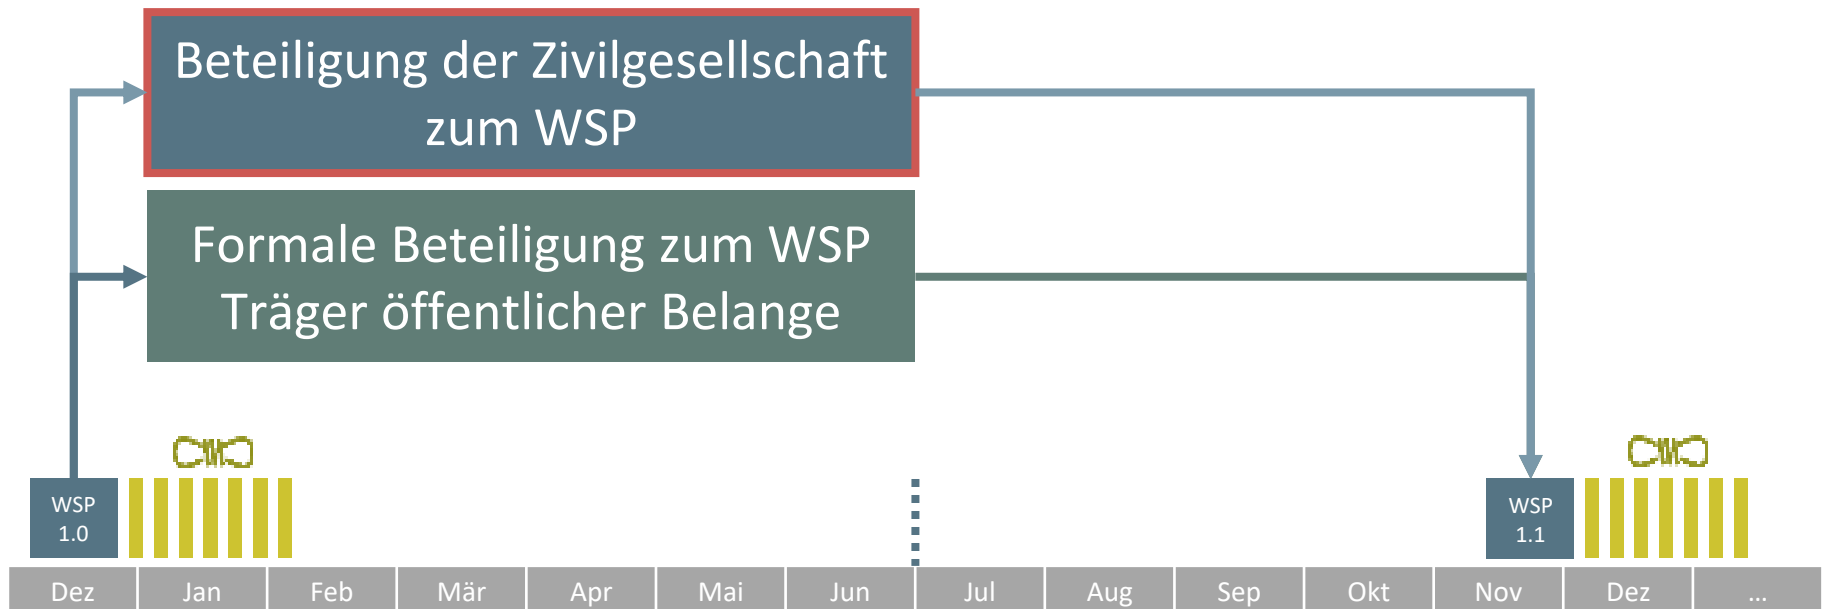 Beteiligung der Zivilgesellschaft
zum WSP
Formale Beteiligung zum WSP
Träger öffentlicher Belange
WSP
1.0
WSP
1.1
Dez Jan Feb Mär Apr Mai Jun Jul Aug Sep Okt Nov Dez ...